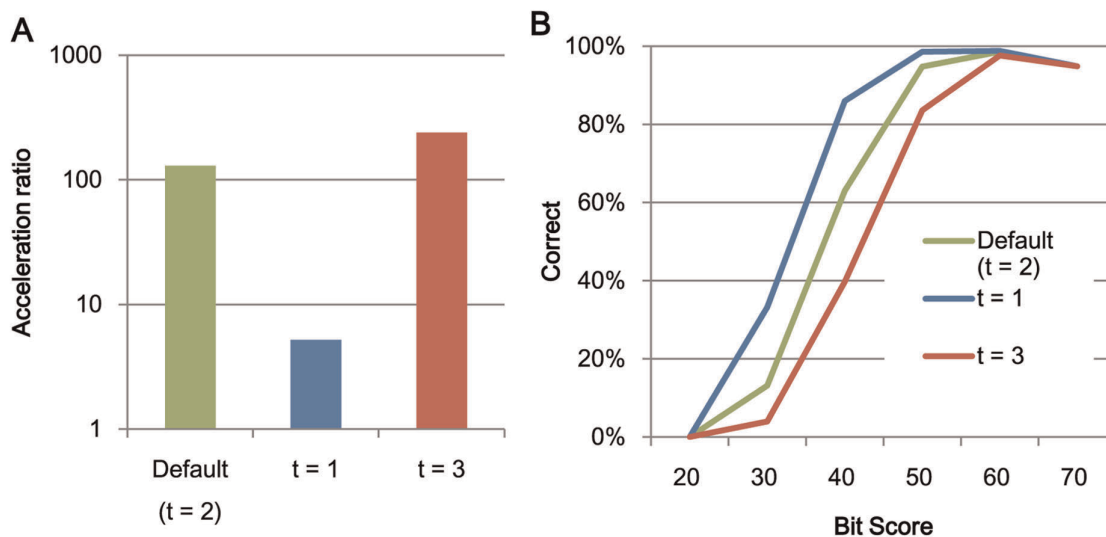 A
1000
100
10
1
Acceleration ratio
Default
(t = 2)
t = 1
t = 3
B
100%
80%
60%
40%
20%
0%
Correct
Default
(t = 2)
t = 1
t = 3
20 30 40 50 60 70
Bit Score